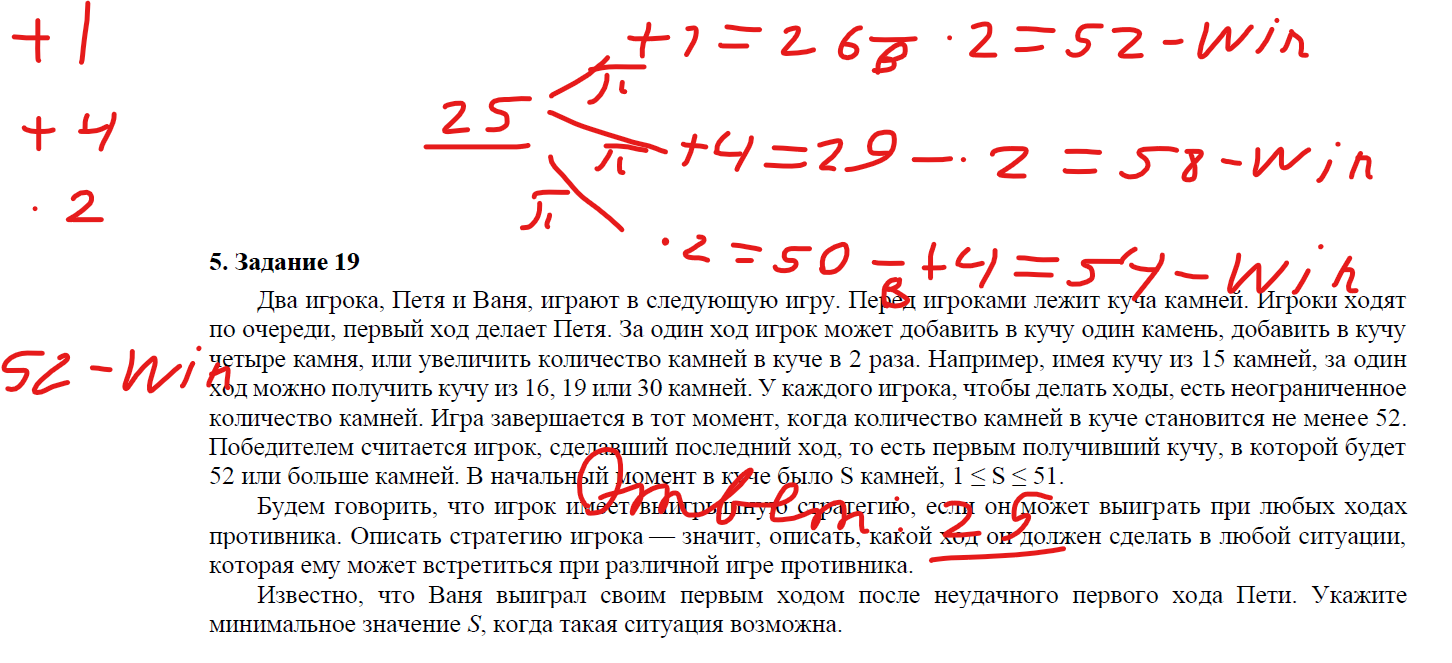 +1
+1 = 26 в · 2 = 52 - Win
п
25
+4
п +4 = 29 - · 2 = 58 - Win
· 2
п
· 2 = 50 - +4 = 54 - Win
в
5. Задание 19
Два игрока, Петя и Ваня, играют в следующую игру. Перед игроками лежит куча камней. Игроки ходят
по очереди, первый ход делает Петя. За один ход игрок может добавить в кучу один камень, добавить в кучу
52 - Win
четыре камня, или увеличить количество камней в куче в 2 раза. Например, имея кучу из 15 камней, за один
ход можно получить кучу из 16, 19 или 30 камней. У каждого игрока, чтобы делать ходы, есть неограниченное
количество камней. Игра завершается в тот момент, когда количество камней в куче становится не менее 52.
Победителем считается игрок, сделавший последний ход, то есть первым получивший кучу, в которой будет
52 или больше камней. В начальный момент в куче было S камней, 1 ≤ S ≤ 51.
Ответ: 25
Будем говорить, что игрок имеет выигрышную стратегию, если он может выиграть при любых ходах
противника. Описать стратегию игрока — значит, описать, какой ход он должен сделать в любой ситуации,
которая ему может встретиться при различной игре противника.
Известно, что Ваня выиграл своим первым ходом после неудачного первого хода Пети. Укажите
минимальное значение S, когда такая ситуация возможна.